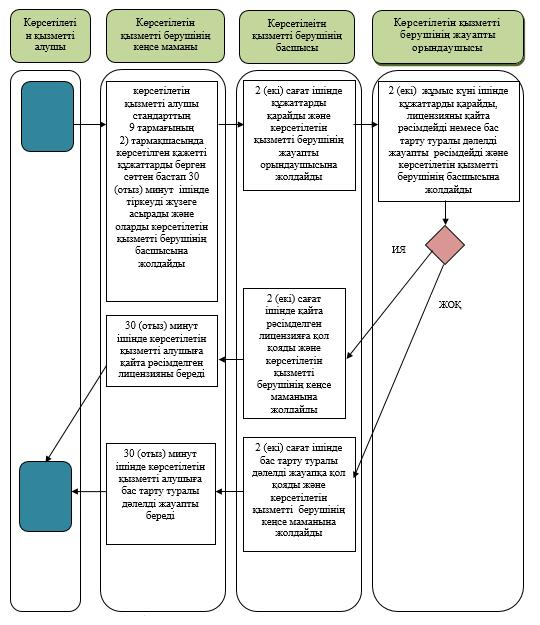 Көрсетілеті
н қызметті
алушы
Көрсетілетін
қызметті берушінің
кеңсе маманы
Көрсетілеітн
қызметті берушінің
басшысы
Көрсетілетін қызметті
берушінің жауапты
орындаушысы
көрсетілетін
қызметті алушы
стандарттың
9 тармағының
2) тармақшасында
көрсетілген қажетті
құжаттарды берген
сәттен бастап 30
(отыз) минут ішінде
тіркеуді жүзеге
асырады және
оларды көрсетілетін
қызметті берушінің
басшысына
жолдайды
2 (екі) сағат ішінде
құжаттарды
қарайды және
көрсетілетін
қызметті берушінің
жауапты
орындаушысына
жолдайды
2 (екі) жұмыс күні ішінде
құжаттарды қарайды,
лицензияны қайта
рәсімдейді немесе бас
тарту туралы дәлелді
жауапты рәсімдейді және
көрсетілетін қызметті
берушінің басшысына
жолдайды
ИЯ
ЖОҚ
30 (отыз) минут
ішінде көрсетілетін
қызметті алушыға
қайта рәсімделген
лицензияны береді
2 (екі) сағат
ішінде қайта
рәсімделген
лицензияға қол
қояды және
көрсетілетін
қызметті
берушінің кеңсе
маманына
жолдайды
30 (отыз) минут
ішінде көрсетілетін
қызметті алушыға
бас тарту туралы
дәлелді жауапты
береді
2 (екі) сағат ішінде
бас тарту туралы
дәлелді жауапқа қол
қояды және
көрсетілетін
қызметті берушінің
кеңсе маманына
жолдайды